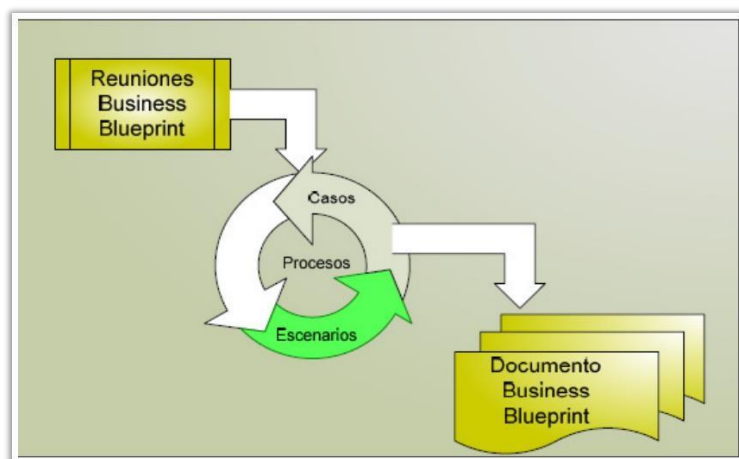 Reuniones
Business
Blueprint
Casos
Procesos
Escenarios
Documento
Business
Blueprint